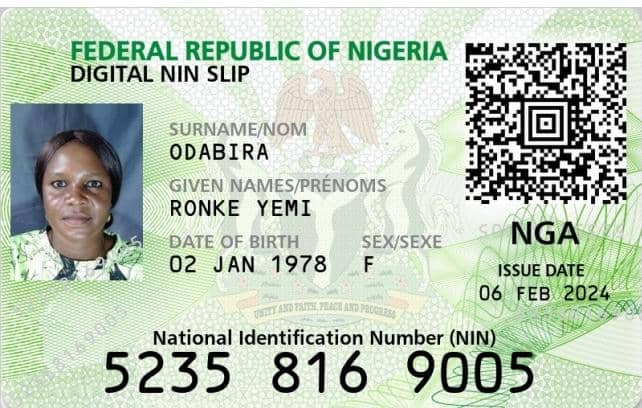 FEDERAL REPUBLIC OF NIGERIA
DIGITAL NIN SLIP
SURNAME/NOM
ODABIRA
GIVEN NAMES/PRÉNOMS
RONKE YEMI
DATE OF BIRTH SEX/SEXE
02 JAN 1978 F
NGA
ISSUE DATE
06 FEB 2024
UNITY AND FAITH, PEACE AND PROGRESS
National Identification Number (NIN)
5235 816 9005